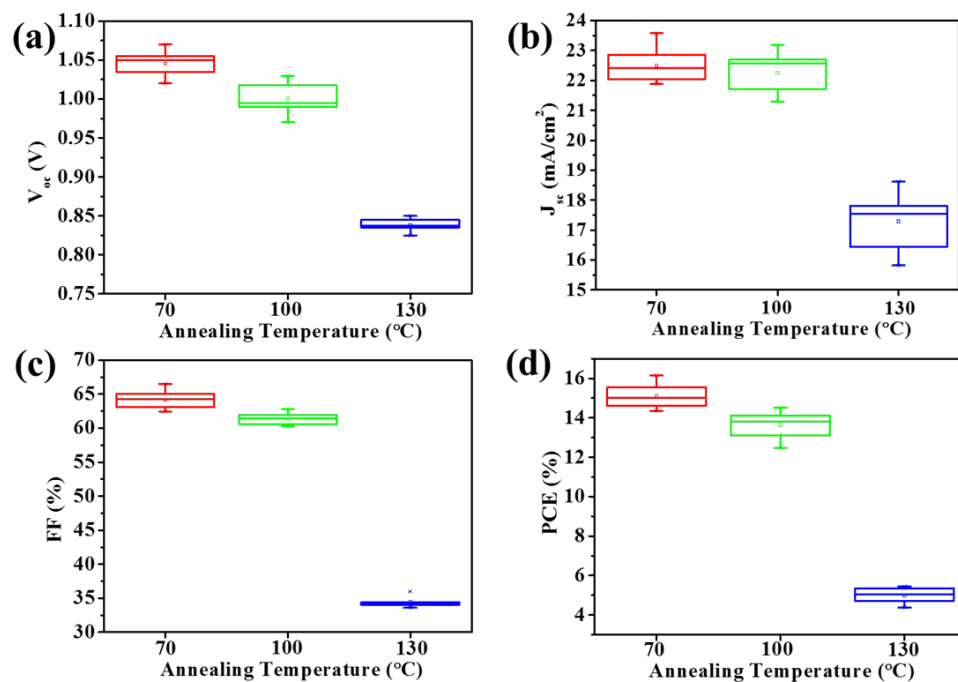 (a)
1.10
1.05
1.00
0.95
0.90
0.85
0.80
0.75
V_oc (V)
70 100 130
Annealing Temperature (°C)
(b)
24
23
22
21
20
19
18
17
16
15
J_sc (mA/cm²)
70 100 130
Annealing Temperature (°C)
(c)
70
65
60
55
50
45
40
35
30
FF (%)
70 100 130
Annealing Temperature (°C)
(d)
16
14
12
10
8
6
4
PCE (%)
70 100 130
Annealing Temperature (°C)